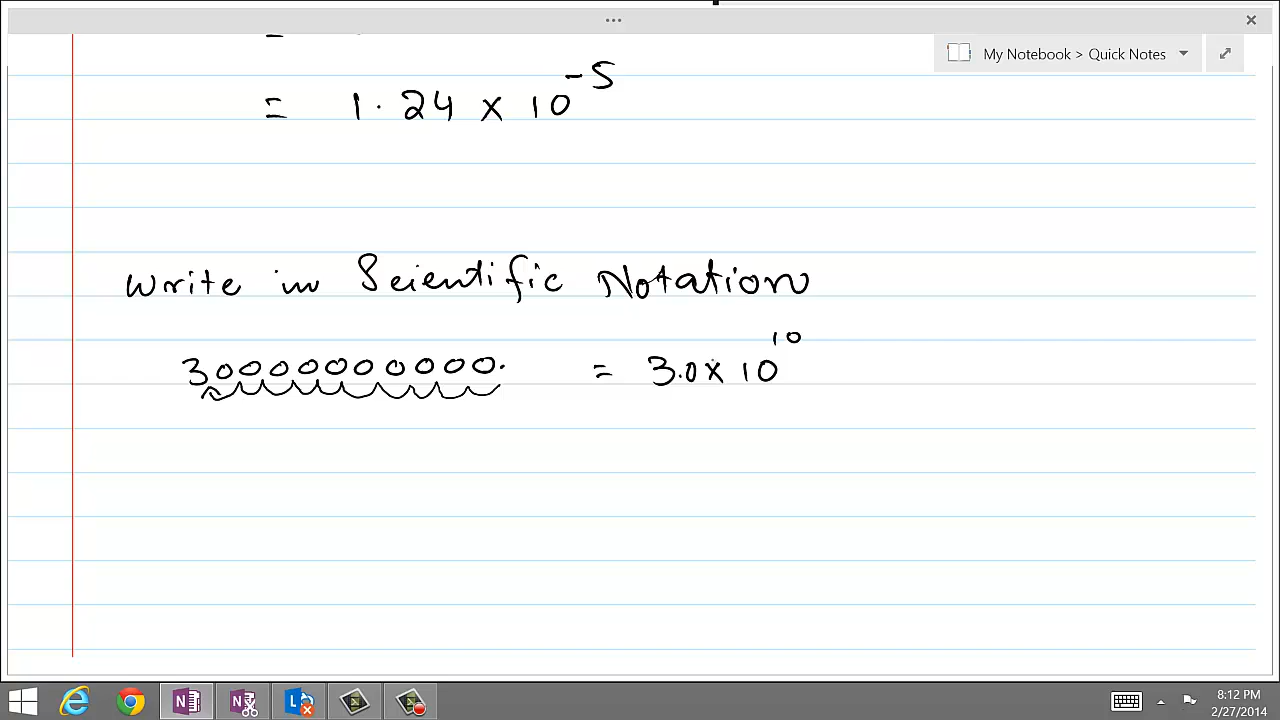 ...
My Notebook > Quick Notes
= 1.24 x 10^-5
Write in Scientific Notation
30000000000. = 3.0 x 10^10
8:12 PM
2/27/2014